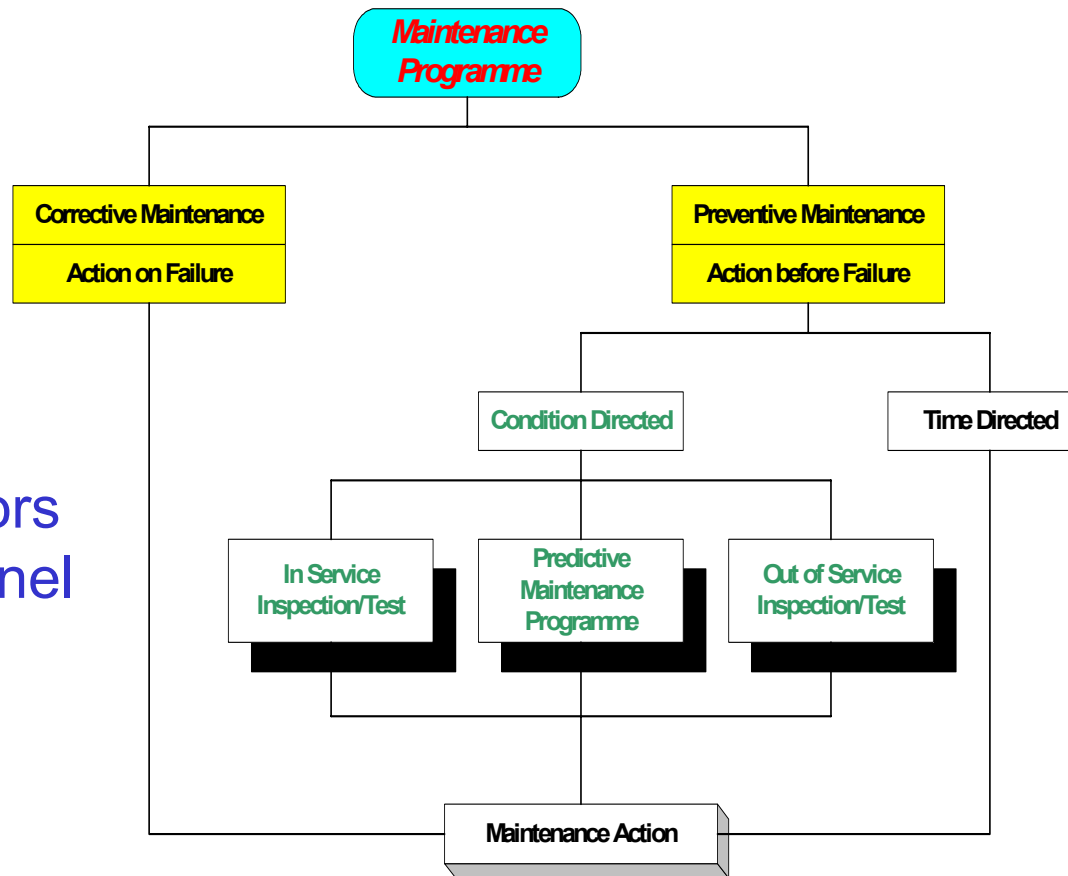 Maintenance
Programme
Corrective Maintenance
Action on Failure
Preventive Maintenance
Action before Failure
Condition Directed
Time Directed
ors
nel
In Service
Inspection/Test
Predictive
Maintenance
Programme
Out of Service
Inspection/Test
Maintenance Action